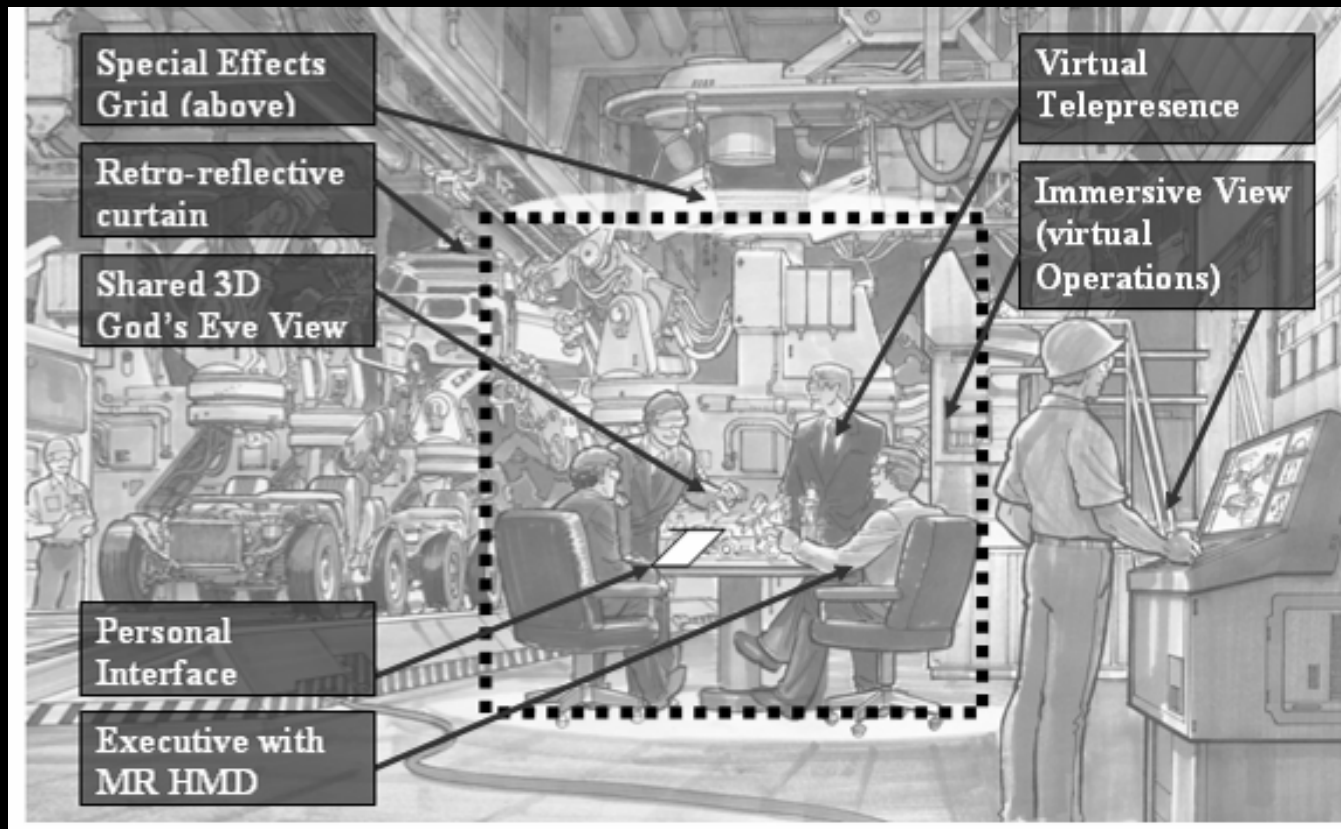 Special Effects
Grid (above)
Retro-reflective
curtain
Shared 3D
God's Eye View
Personal
Interface
Executive with
MR HMD
Virtual
Telepresence
Immersive View
(virtual
Operations)